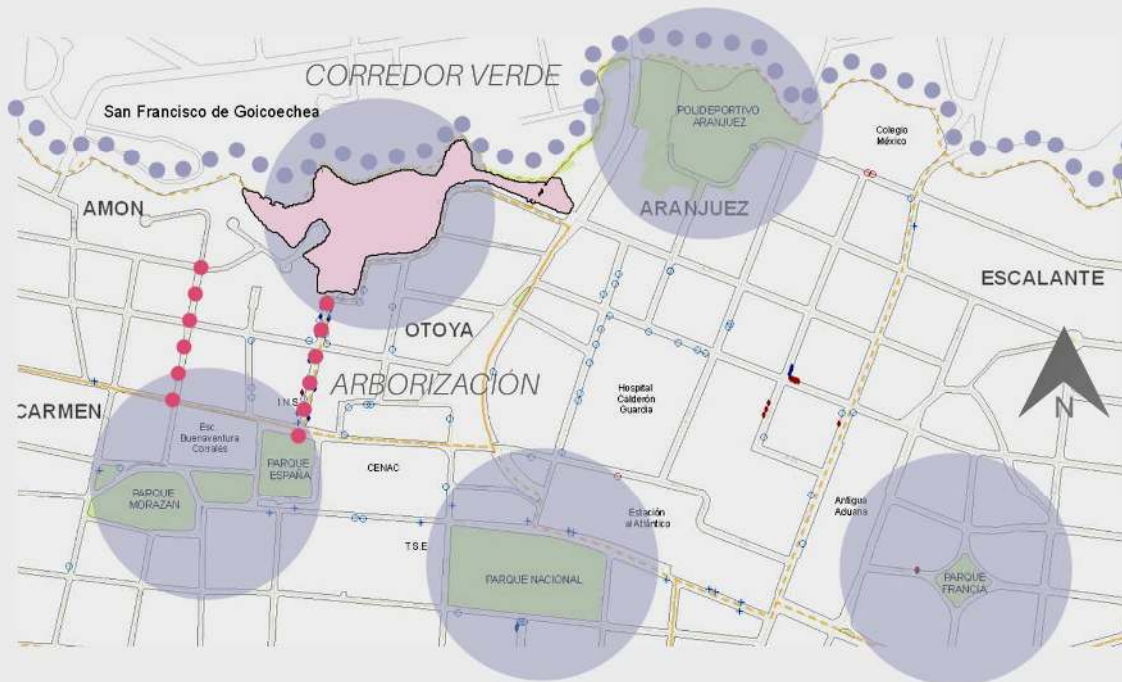 CORREDOR VERDE
San Francisco de Goicoechea
POLIDEPORTIVO
ARANJUEZ
Colegio
México
AMON
ARANJUEZ
ESCALANTE
OTOYA
ARBORIZACIÓN
Hospital
Calderón
Guardia
N
CARMEN
I.N.S
Esc
Buenaventura
Corrales
PARQUE
ESPAÑA
CENAC
PARQUE
MORAZAN
Estación
al Atlántico
Antigua
Aduana
T.S.E
PARQUE NACIONAL
PARQUE
FRANCIA